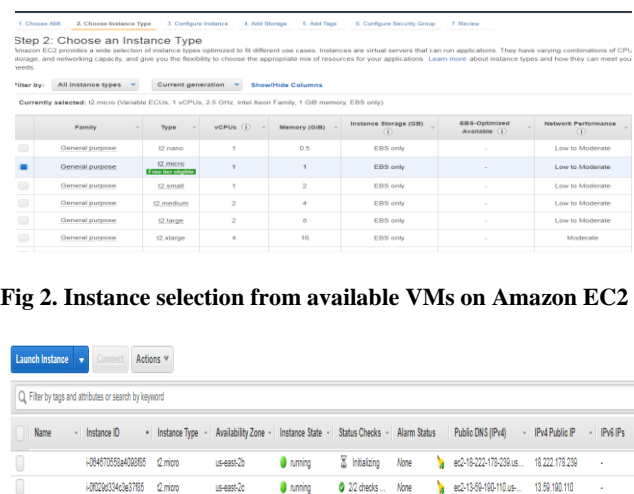 1. Choose AMI 2. Choose Instance Type 3. Configure Instance 4. Add Storage 5. Add Tags 6. Configure Security Group 7. Review
Step 2: Choose an Instance Type
Amazon EC2 provides a wide selection of instance types optimized to fit different use cases. Instances are virtual servers that can run applications. They have varying combinations of CPU,
storage, and networking capacity, and give you the flexibility to choose the appropriate mix of resources for your applications. Learn more about instance types and how they can meet you
needs.
Filter by: All instance types Current generation Show/Hide Columns
Currently selected: t2.micro (Variable ECUs, 1 vCPUs, 2.5 GHz, Intel Xeon Family, 1 GiB memory, EBS only)
Family Type vCPUs Memory (GiB) Instance Storage (GB) EBS-Optimized Available Network Performance
General purpose t2.nano 1 0.5 EBS only - Low to Moderate
General purpose t2.micro 1 1 EBS only - Low to Moderate
Free tier eligible
General purpose t2.small 1 2 EBS only - Low to Moderate
General purpose t2.medium 2 4 EBS only - Low to Moderate
General purpose t2.large 2 8 EBS only - Low to Moderate
General purpose t2.xlarge 4 16 EBS only - Moderate
Fig 2. Instance selection from available VMs on Amazon EC2
Launch Instance Connect Actions
Filter by tags and attributes or search by keyword
Name Instance ID Instance Type Availability Zone Instance State Status Checks Alarm Status Public DNS (IPv4) IPv4 Public IP IPv6 IPs
t2.micro us-east-2b running Initializing None ec2-18-222-178-239.us... 18.222.178.239 -
t2.micro us-east-2c running 2/2 checks ... None ec2-13-59-190-110.us-... 13.59.190.110 -